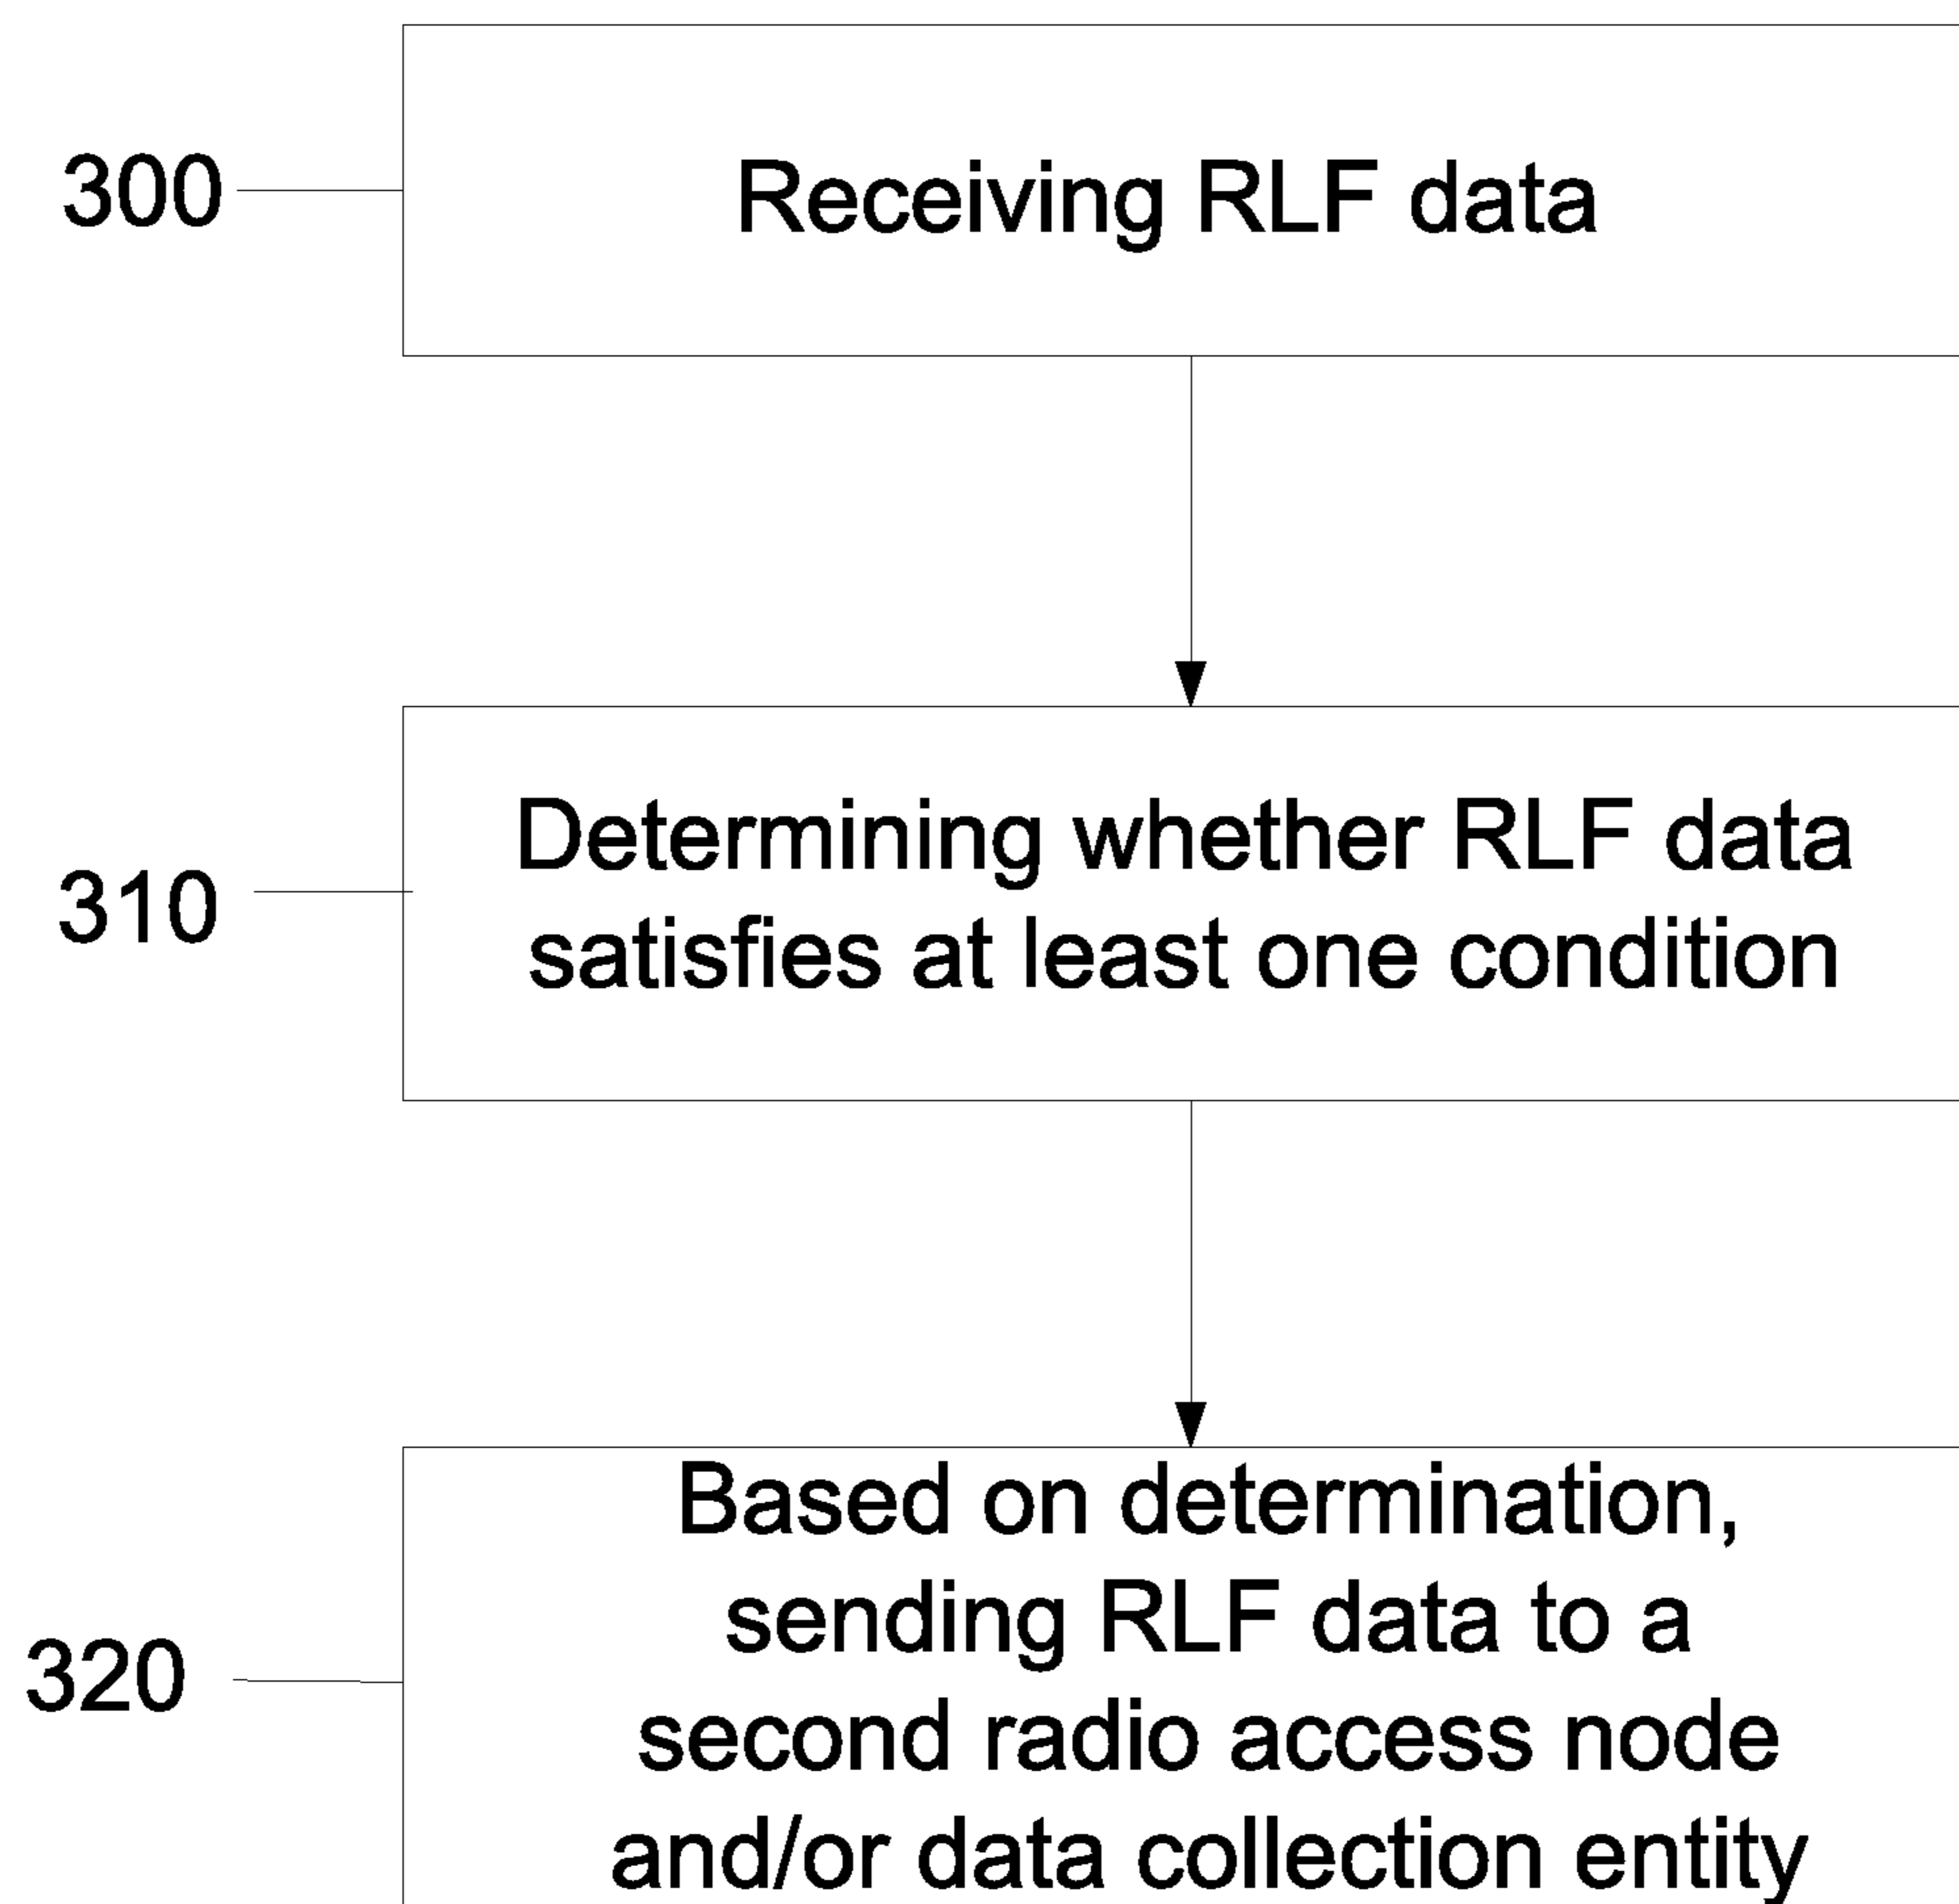 300
Receiving RLF data
310
Determining whether RLF data
satisfies at least one condition
320
Based on determination,
sending RLF data to a
second radio access node
and/or data collection entity